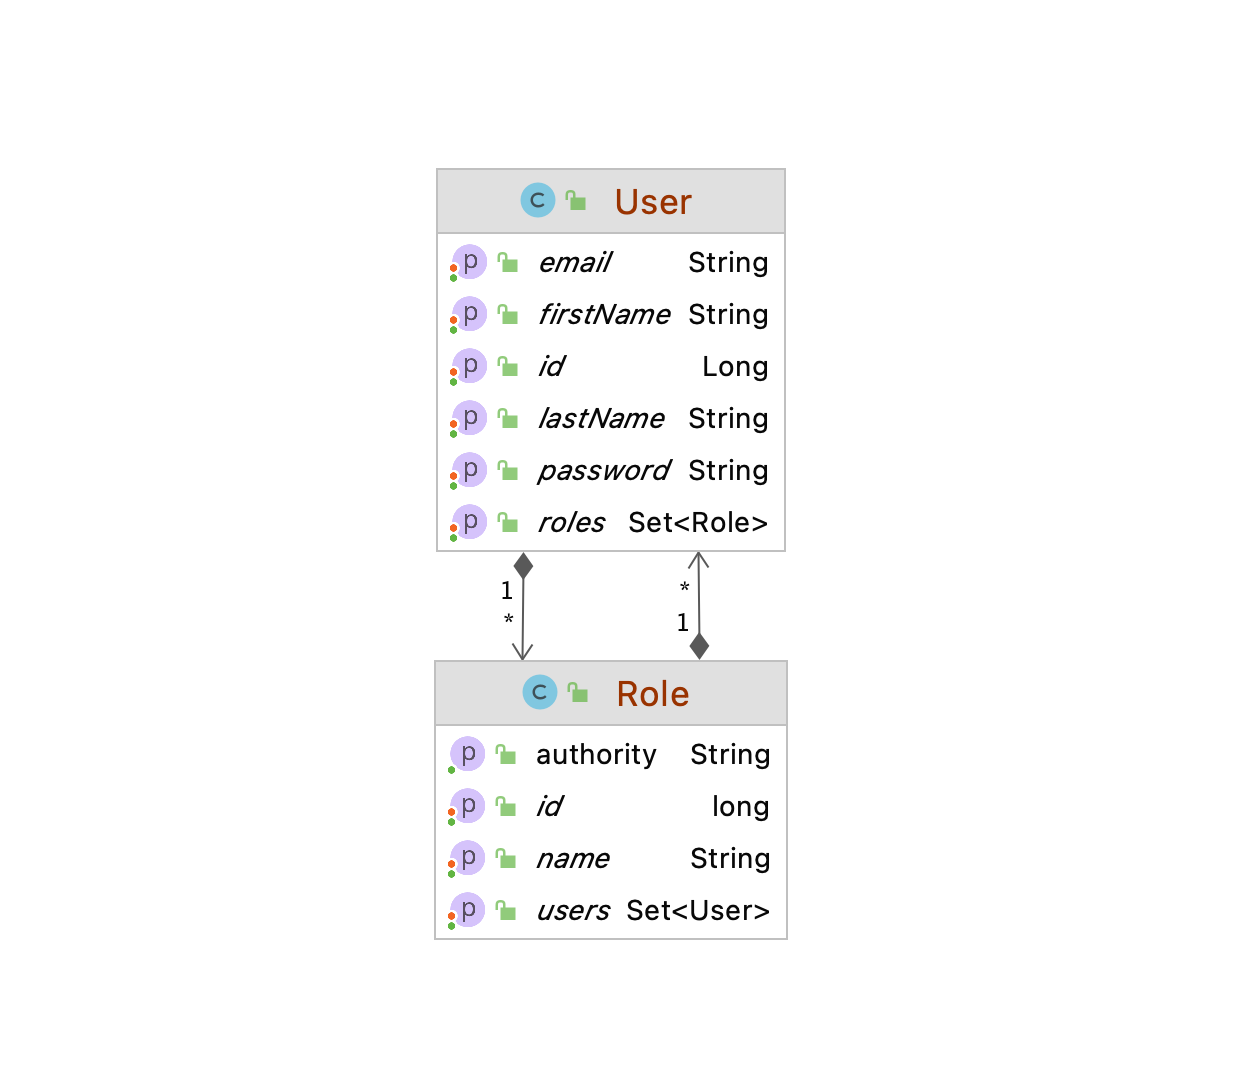 C User
p email String
p firstName String
p id Long
p lastName String
p password String
p roles Set<Role>
1 *
* 1
C Role
p authority String
p id long
p name String
p users Set<User>